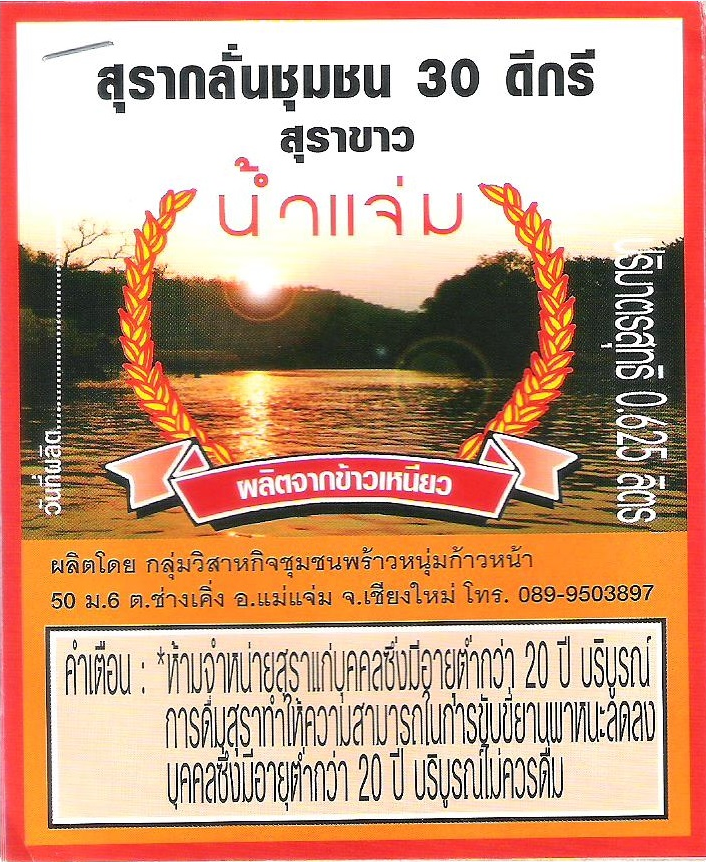 สุรากลั่นชุมชน 30 ดีกรี
สุราขาว
น้ำแจ่ม
วันที่ผลิต
ปริมาตรสุทธิ 0.625 ลิตร
ผลิตจากข้าวเหนียว
ผลิตโดย กลุ่มวิสาหกิจชุมชนพร้าวหนุ่มก้าวหน้า
50 ม.6 ต.ช่างเคิ่ง อ.แม่แจ่ม จ.เชียงใหม่ โทร. 089-9503897
คำเตือน : *ห้ามจำหน่ายสุราแก่บุคคลซึ่งมีอายุต่ำกว่า 20 ปี บริบูรณ์
การดื่มสุราทำให้ความสามารถในการขับขี่ยานพาหนะลดลง
บุคคลซึ่งมีอายุต่ำกว่า 20 ปี บริบูรณ์ไม่ควรดื่ม